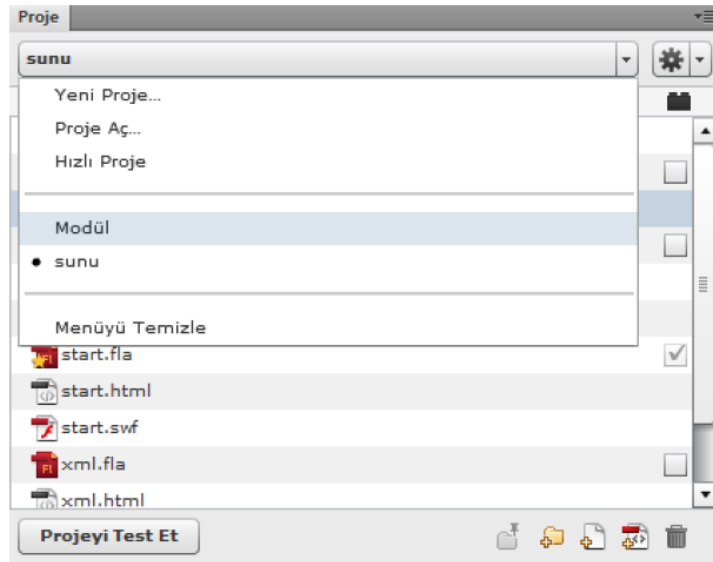 Proje
sunu
Yeni Proje...
Proje Aç...
Hızlı Proje
Modül
sunu
Menüyü Temizle
start.fla
start.html
start.swf
xml.fla
xml.html
Projeyi Test Et